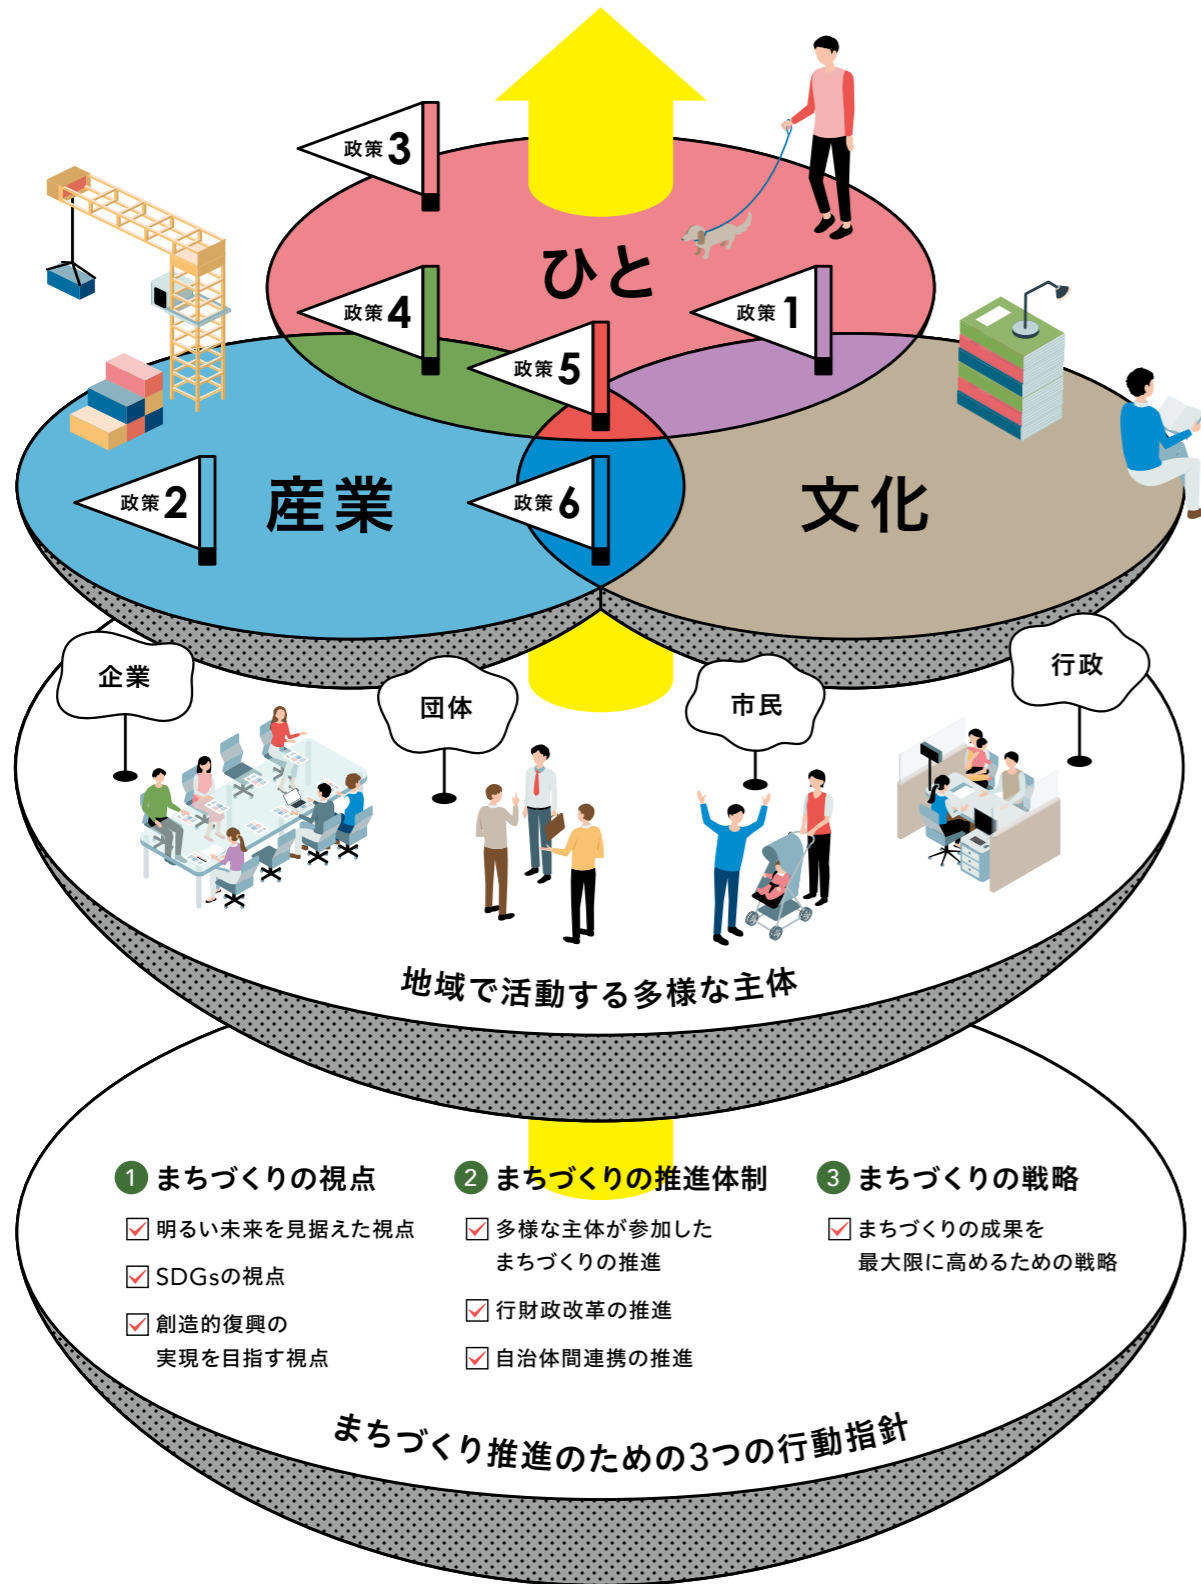 政策3
ひと
政策4
政策1
政策5
政策2
産業
政策6
文化
企業
団体
市民
行政
地域で活動する多様な主体
1 まちづくりの視点
明るい未来を見据えた視点
SDGsの視点
創造的復興の
実現を目指す視点
2 まちづくりの推進体制
多様な主体が参加した
まちづくりの推進
行財政改革の推進
自治体間連携の推進
3 まちづくりの戦略
まちづくりの成果を
最大限に高めるための戦略
まちづくり推進のための3つの行動指針